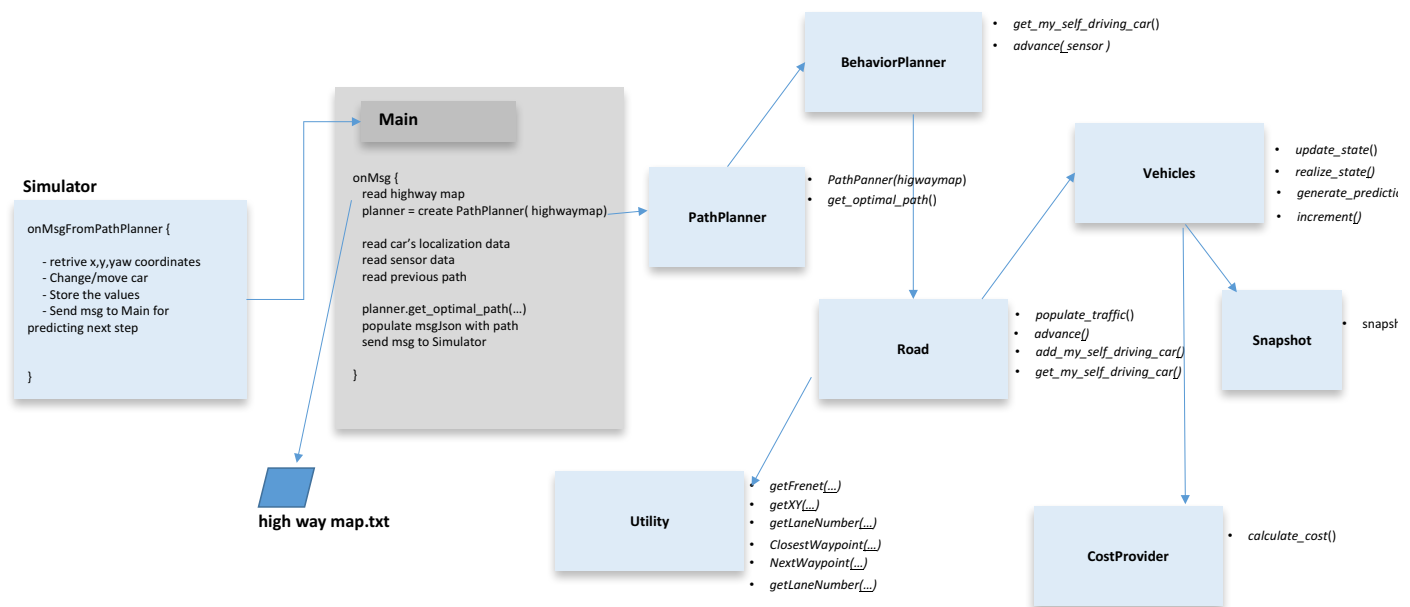 Simulator
onMsgFromPathPlanner {
- retrive x,y,yaw coordinates
- Change/move car
- Store the values
- Send msg to Main for
predicting next step
}
Main
onMsg {
read highway map
planner = create PathPlanner( highwaymap)
read car's localization data
read sensor data
read previous path
planner.get_optimal_path(…)
populate msgJson with path
send msg to Simulator
}
high way map.txt
PathPlanner
• PathPanner(higwaymap)
• get_optimal_path()
BehaviorPlanner
• get_my_self_driving_car()
• advance( sensor )
Road
• populate_traffic()
• advance()
• add_my_self_driving_car()
• get_my_self_driving_car()
Utility
• getFrenet(…)
• getXY(…)
• getLaneNumber(…)
• ClosestWaypoint(…)
• NextWaypoint(…)
• getLaneNumber(…)
Vehicles
• update_state()
• realize_state()
• generate_predictic
• increment()
Snapshot
• snapsh
CostProvider
• calculate_cost()